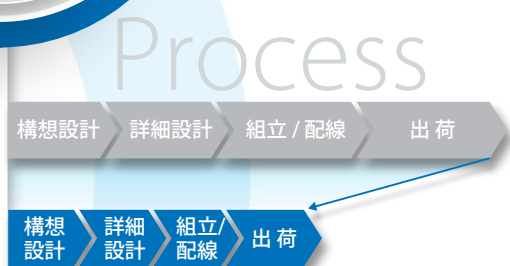 Process
構想設計 詳細設計 組立 / 配線 出 荷
構想 詳細 組立/
設計 設計 配線 出 荷